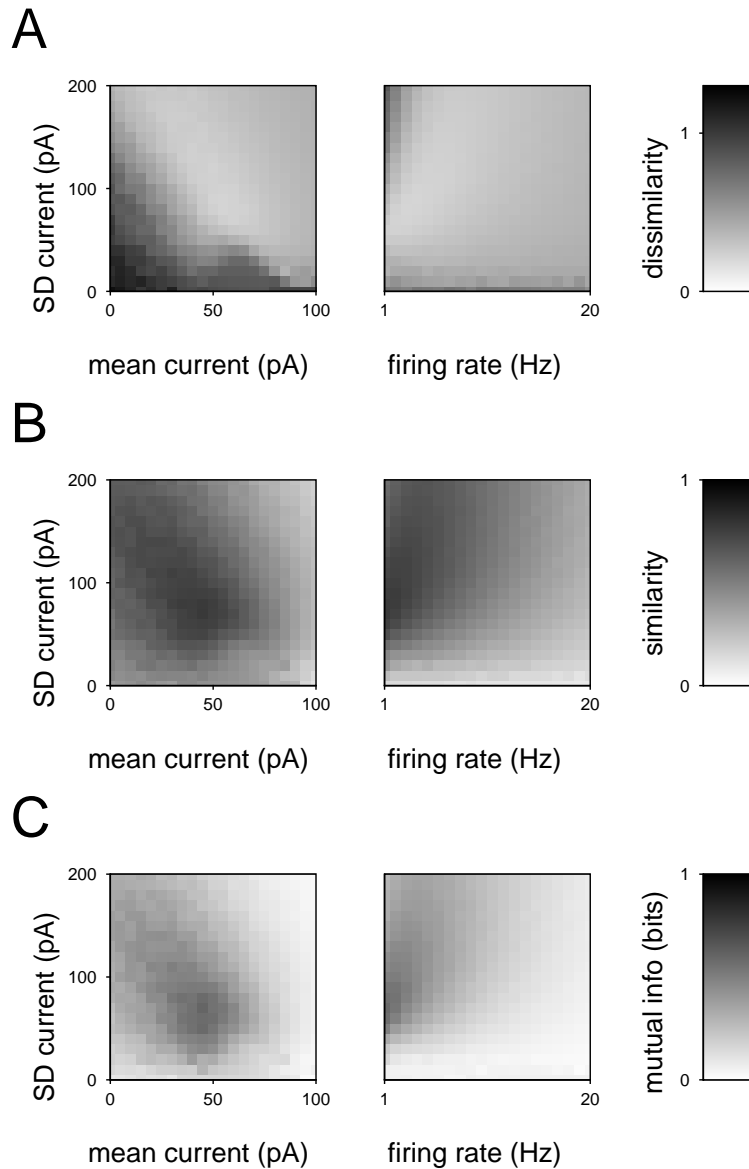 A
SD current (pA)
200
100
0
0
50
100
mean current (pA)
1
20
firing rate (Hz)
dissimilarity
1
0
B
SD current (pA)
200
100
0
0
50
100
mean current (pA)
1
20
firing rate (Hz)
similarity
1
0
C
SD current (pA)
200
100
0
0
50
100
mean current (pA)
1
20
firing rate (Hz)
mutual info (bits)
1
0